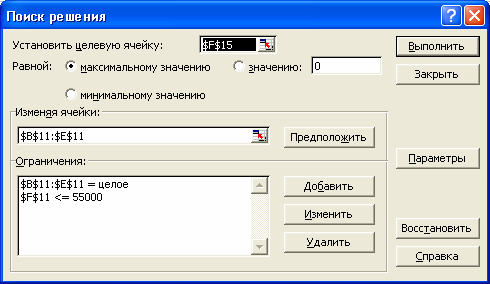 Поиск решения
Установить целевую ячейку: $F$15
Выполнить
Равной: максимальному значению значению: 0
Закрыть
минимальному значению
Изменяя ячейки:
$B$11:$E$11
Предположить
Ограничения:
Параметры
$B$11:$E$11 = целое
Добавить
$F$11 <= 55000
Изменить
Восстановить
Удалить
Справка